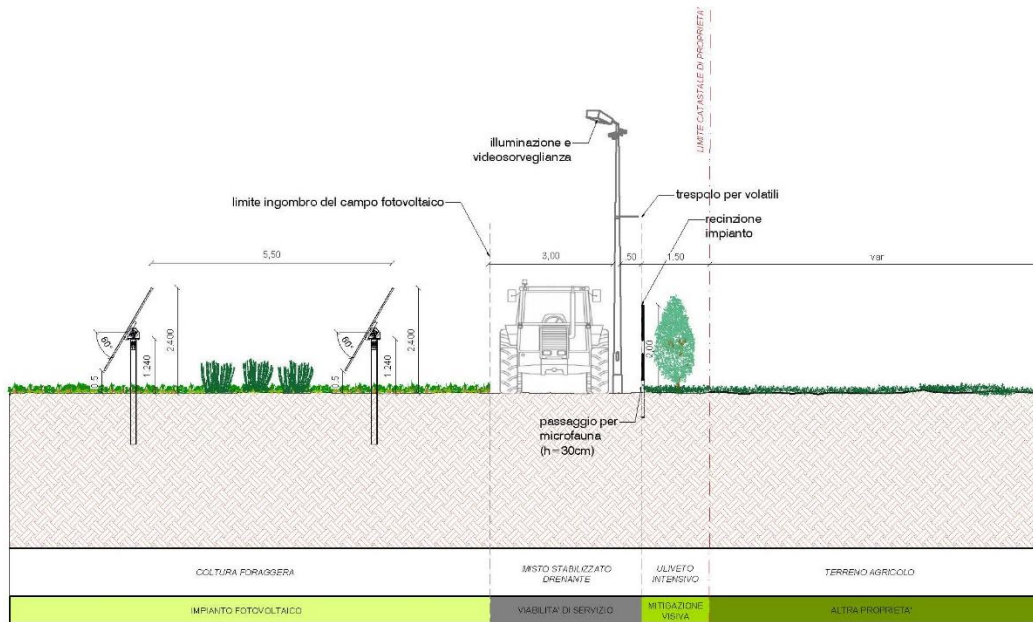 LIMITE CATASTALE DI PROPRIETA'
illuminazione e
videosorveglianza
trespolo per volatili
limite ingombro del campo fotovoltaico
recinzione
impianto
5,50
3,00
.50
1.50
var
60°
1.240
2.400
0.5
60°
1.240
2.400
0.5
2,00
passaggio per
microfauna
(h=30cm)
COLTURA FORAGGERA
MISTO STABILIZZATO
DRENANTE
ULIVETO
INTENSIVO
TERRENO AGRICOLO
IMPIANTO FOTOVOLTAICO
VIABILITA' DI SERVIZIO
MITIGAZIONE
VISIVA
ALTRA PROPRIETA'